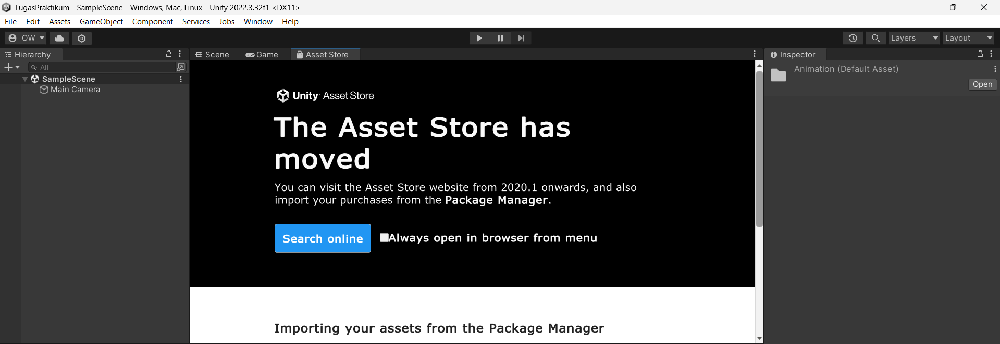 TugasPraktikum - SampleScene - Windows, Mac, Linux - Unity 2022.3.32f1 <DX11>
File Edit Assets GameObject Component Services Jobs Window Help
OW Layers Layout
Hierarchy
All
SampleScene
Main Camera
Scene Game Asset Store
Unity Asset Store
The Asset Store has
moved
You can visit the Asset Store website from 2020.1 onwards, and also
import your purchases from the Package Manager.
Search online Always open in browser from menu
Importing your assets from the Package Manager
Inspector
Animation (Default Asset)
Open